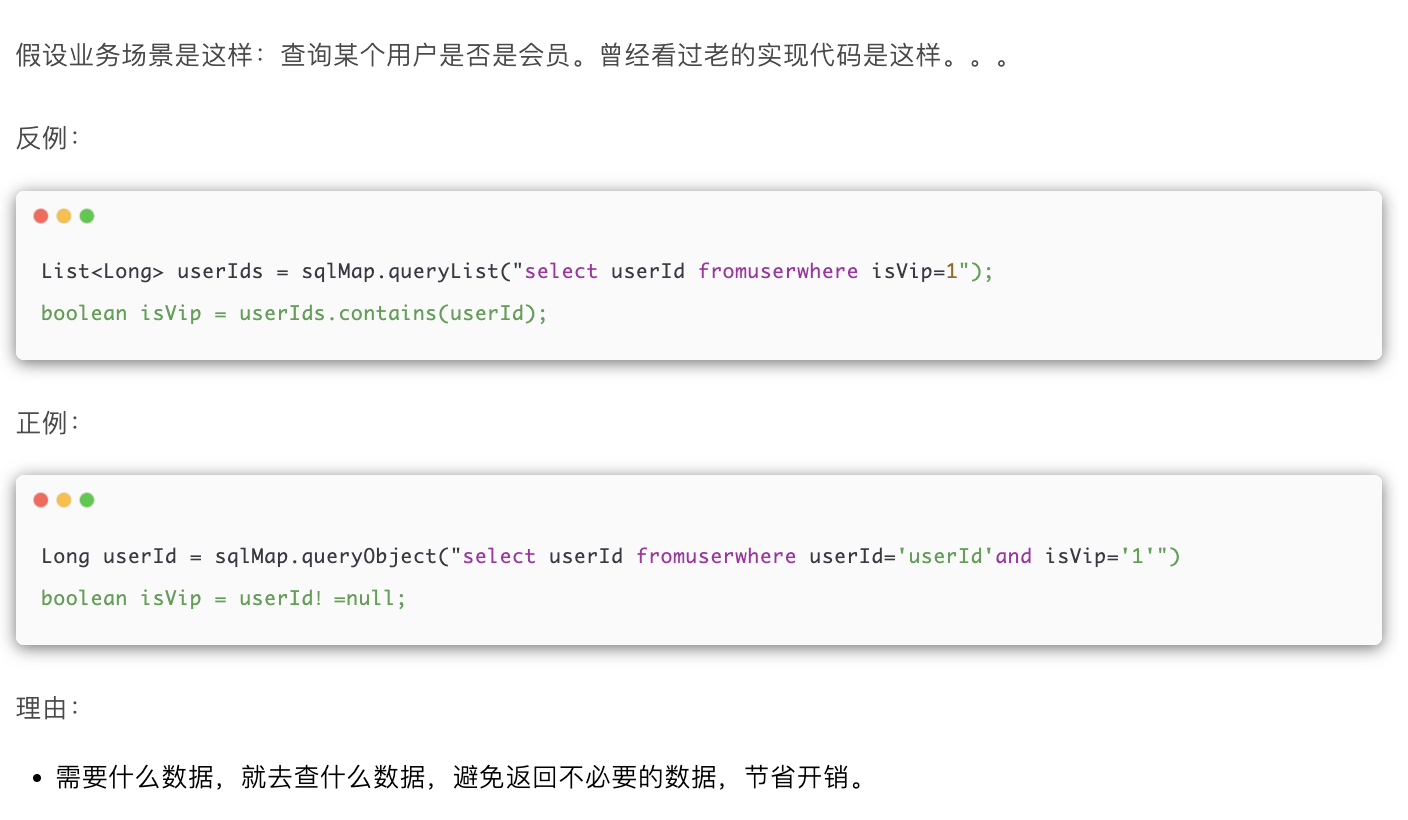 假设业务场景是这样：查询某个用户是否是会员。曾经看过老的实现代码是这样。。。
反例：
List<Long> userIds = sqlMap.queryList("select userId fromuserwhere isVip=1");
boolean isVip = userIds.contains(userId);
正例：
Long userId = sqlMap.queryObject("select userId fromuserwhere userId='userId'and isVip='1'")
boolean isVip = userId! =null;
理由：
• 需要什么数据，就去查什么数据，避免返回不必要的数据，节省开销。